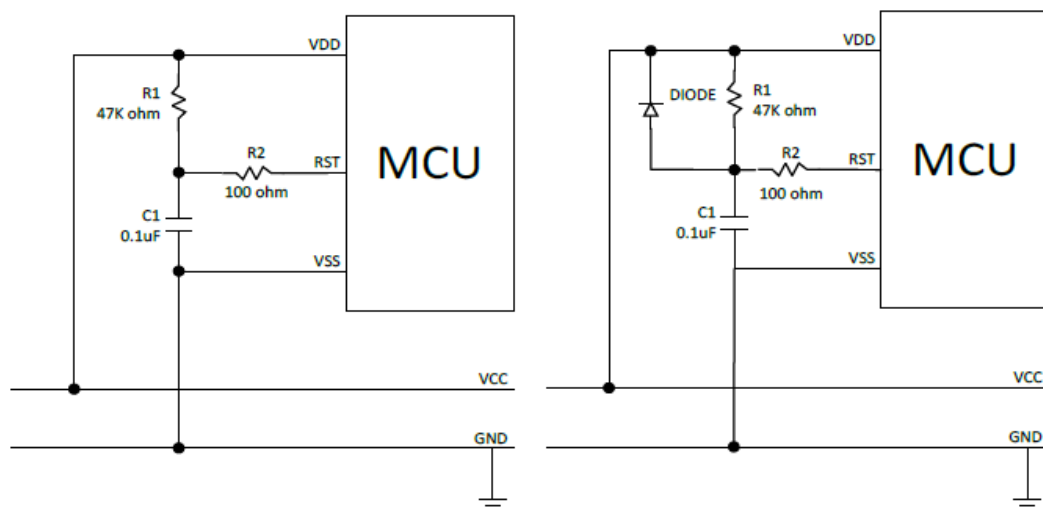 VDD
R1
47K ohm
R2
RST
MCU
100 ohm
C1
0.1uF
VSS
VCC
GND
VDD
DIODE
R1
47K ohm
R2
RST
MCU
100 ohm
C1
0.1uF
VSS
VCC
GND